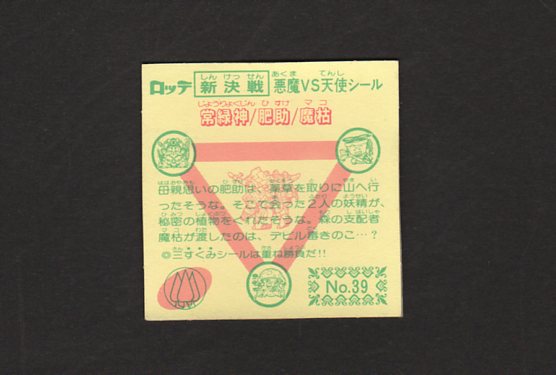 ロッテ 新決戦 悪魔VS天使シール
しん けっ せん
あくま てんし
じょうりょくじん ひ すけ マ コ
常緑神/肥助/魔枯
母親思いの肥助は、薬草を取りに山へ行
ったそうな。そこで会った2人の妖精が、
秘密の植物をくれたそうな。森の支配者
魔枯が渡したのは、デビル書きのこ…?
◎三すくみシールは重ね勝負だ!!
No.39